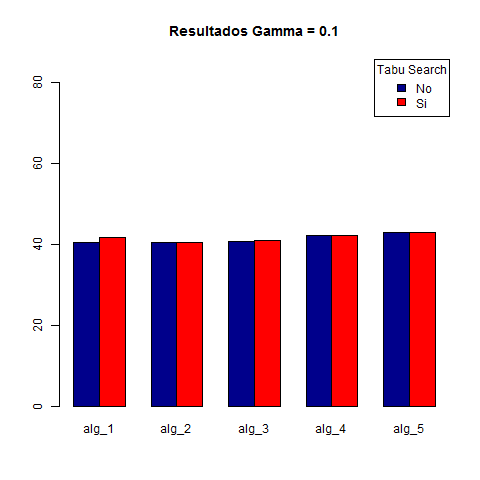 Resultados Gamma = 0.1
Tabu Search
No
Si
80
60
40
20
0
alg_1 alg_2 alg_3 alg_4 alg_5